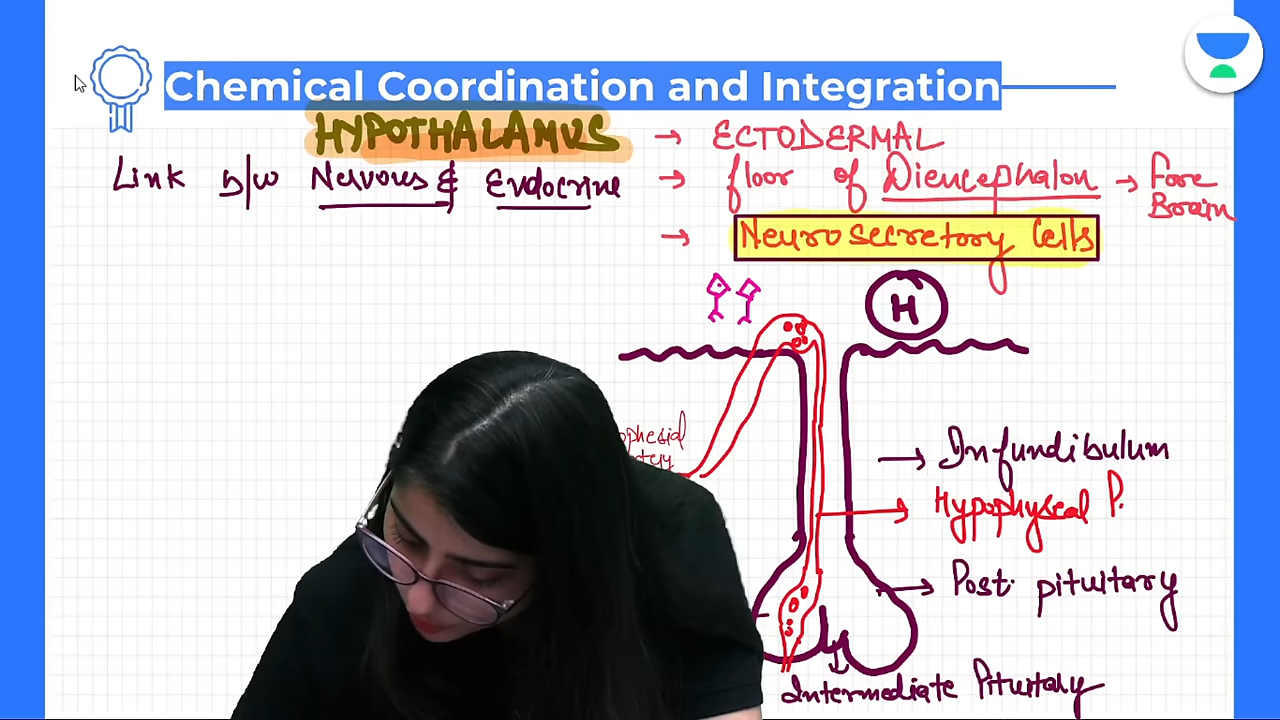 Chemical Coordination and Integration
HYPOTHALAMUS → ECTODERMAL
Link b/w Nervous & Endocrine → floor of Diencephalon → Fore Brain
→ Neurosecretory Cells
H
→ Infundibulum
→ Hypophyseal P.
→ Post. pituitary
Intermediate Pituitary